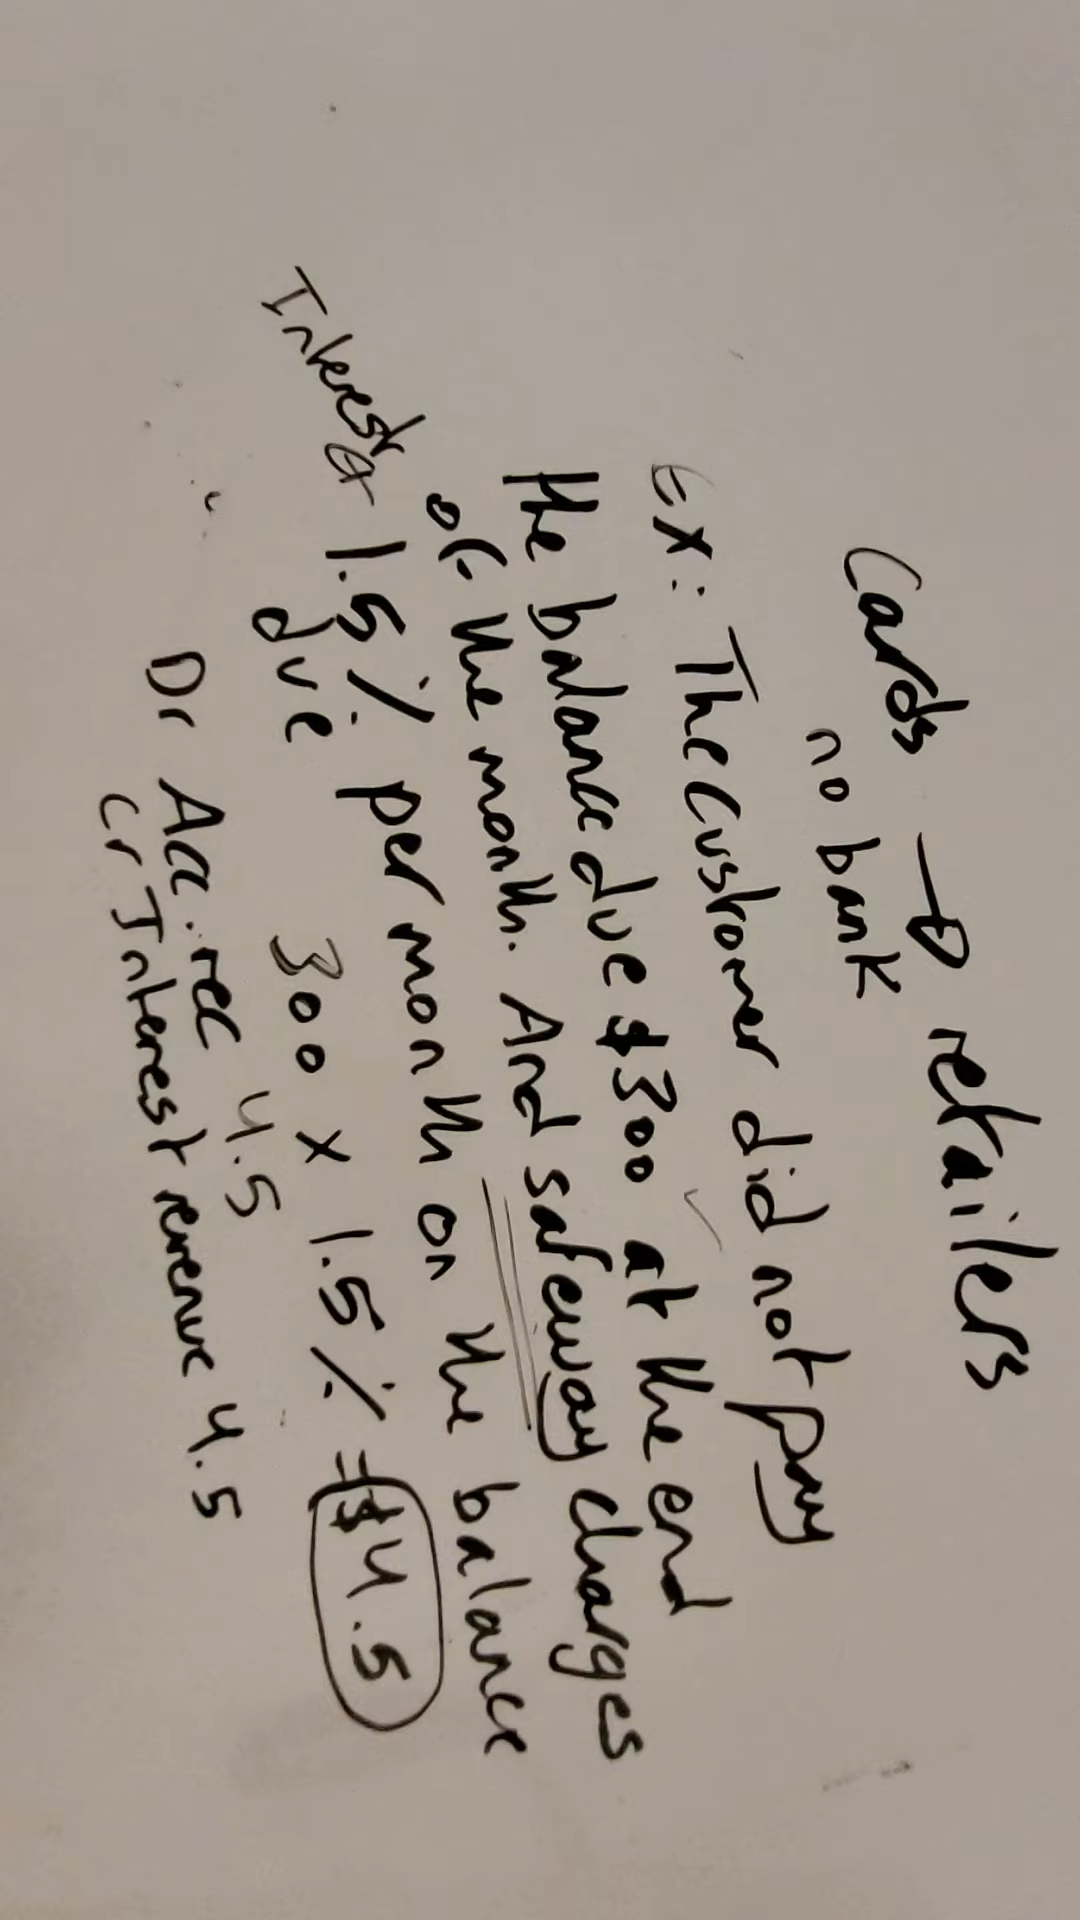 Cards → retailers
no bank
Ex: The customer did not pay
the balance due $300 at the end
of the month. And safeway charges
Interest 1.5% per month on the balance
due
300 x 1.5% = $4.5
Dr Acc. rec 4.5
Cr Interest revenue 4.5